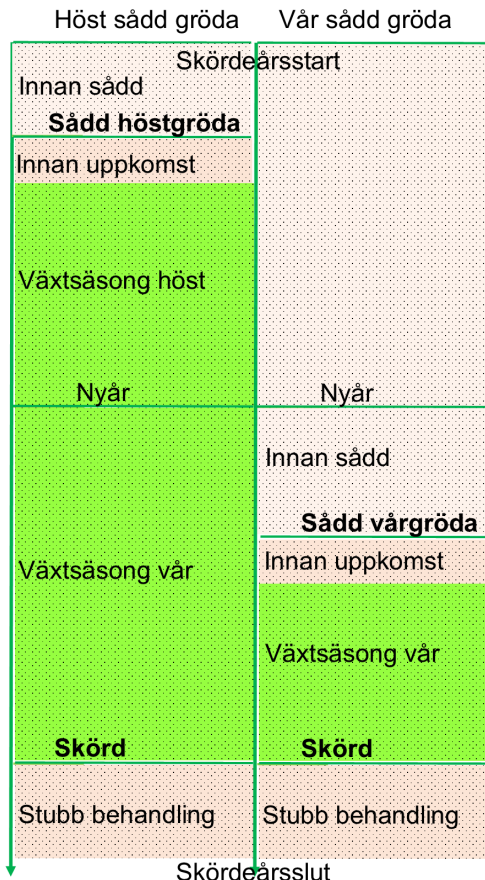 Höst sådd gröda
Vår sådd gröda
Skördeårsstart
Innan sådd
Sådd höstgröda
Innan uppkomst
Växtsäsong höst
Nyår
Nyår
Innan sådd
Sådd vårgröda
Innan uppkomst
Växtsäsong vår
Växtsäsong vår
Skörd
Skörd
Stubb behandling
Stubb behandling
Skördeårsslut